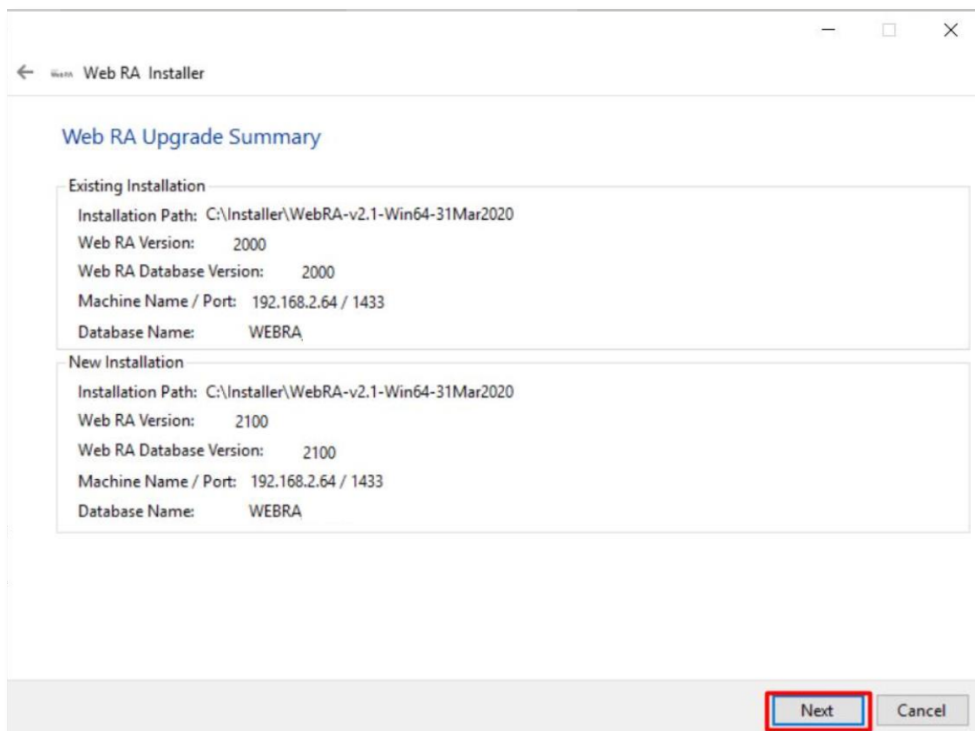 Web RA Installer
Web RA Upgrade Summary
Existing Installation
Installation Path: C:\Installer\WebRA-v2.1-Win64-31Mar2020
Web RA Version: 2000
Web RA Database Version: 2000
Machine Name / Port: 192.168.2.64 / 1433
Database Name: WEBRA
New Installation
Installation Path: C:\Installer\WebRA-v2.1-Win64-31Mar2020
Web RA Version: 2100
Web RA Database Version: 2100
Machine Name / Port: 192.168.2.64 / 1433
Database Name: WEBRA
Next Cancel